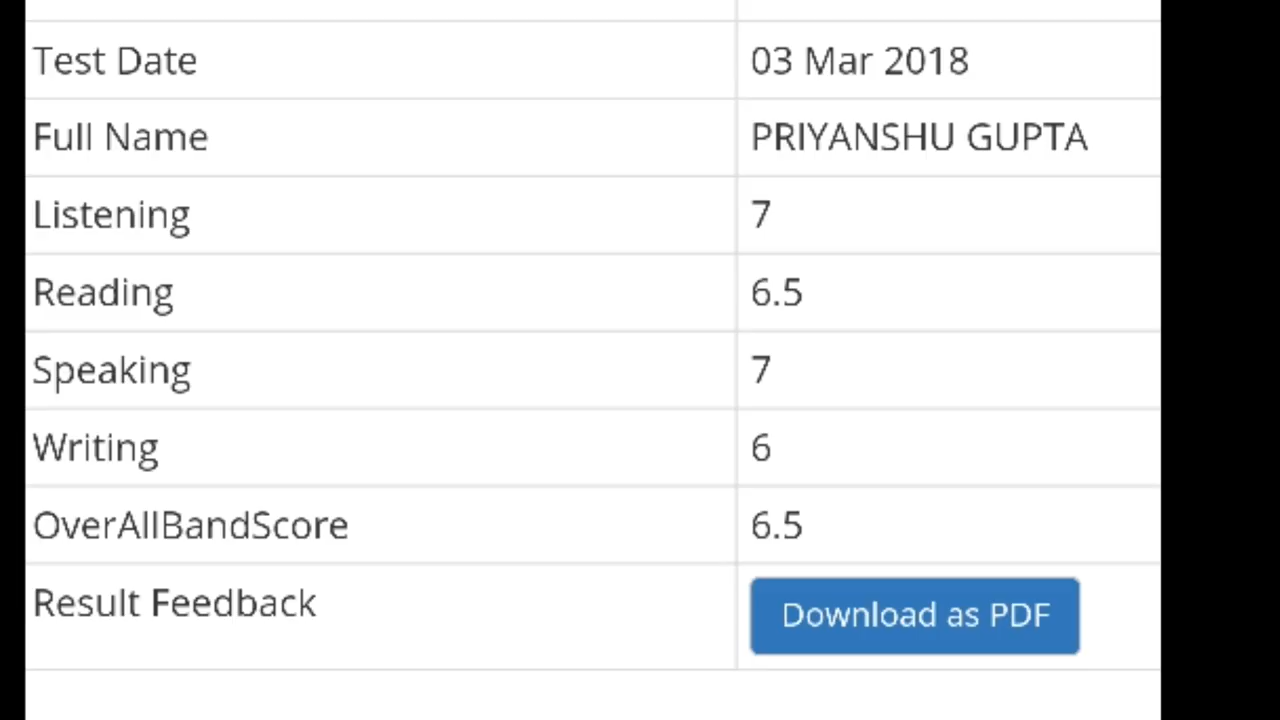 Test Date 03 Mar 2018
Full Name PRIYANSHU GUPTA
Listening 7
Reading 6.5
Speaking 7
Writing 6
OverAllBandScore 6.5
Result Feedback Download as PDF